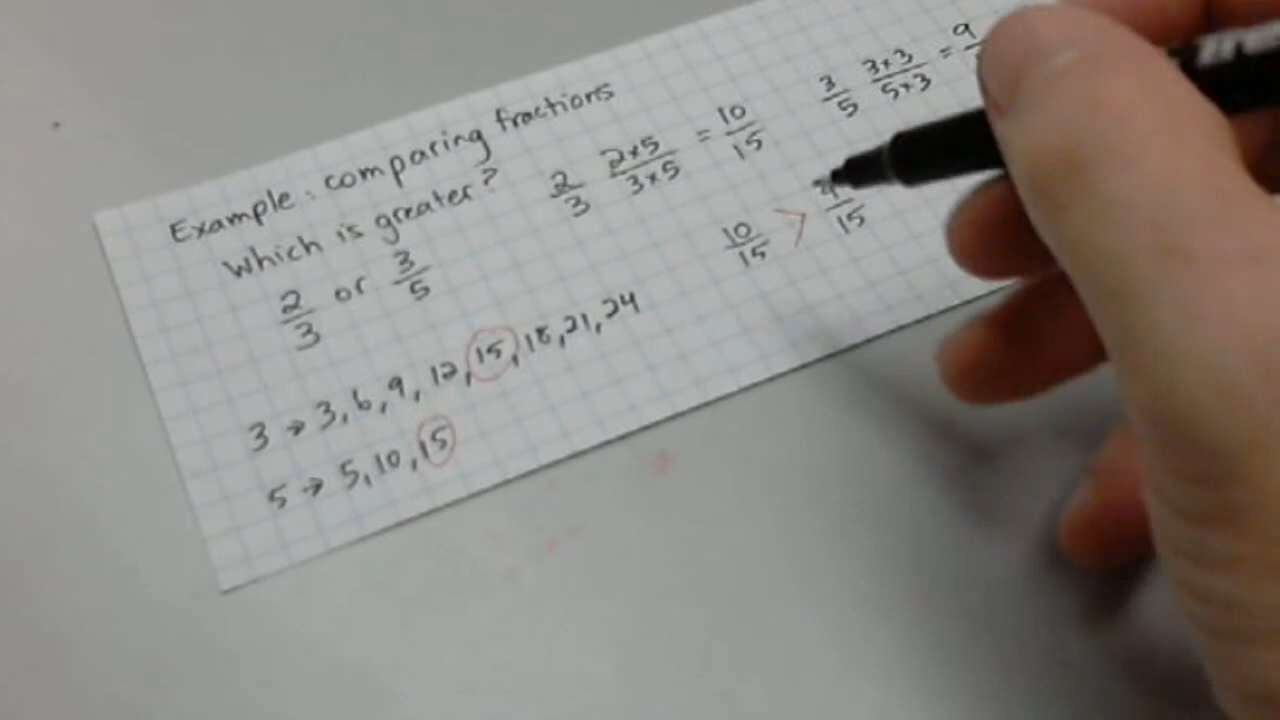 Example: comparing fractions
Which is greater?
2/3 or 3/5
3 → 3, 6, 9, 12, 15, 18, 21, 24
5 → 5, 10, 15
2/3 2×5/3×5 = 10/15
3/5 3×3/5×3 = 9
10/15 > 9/15